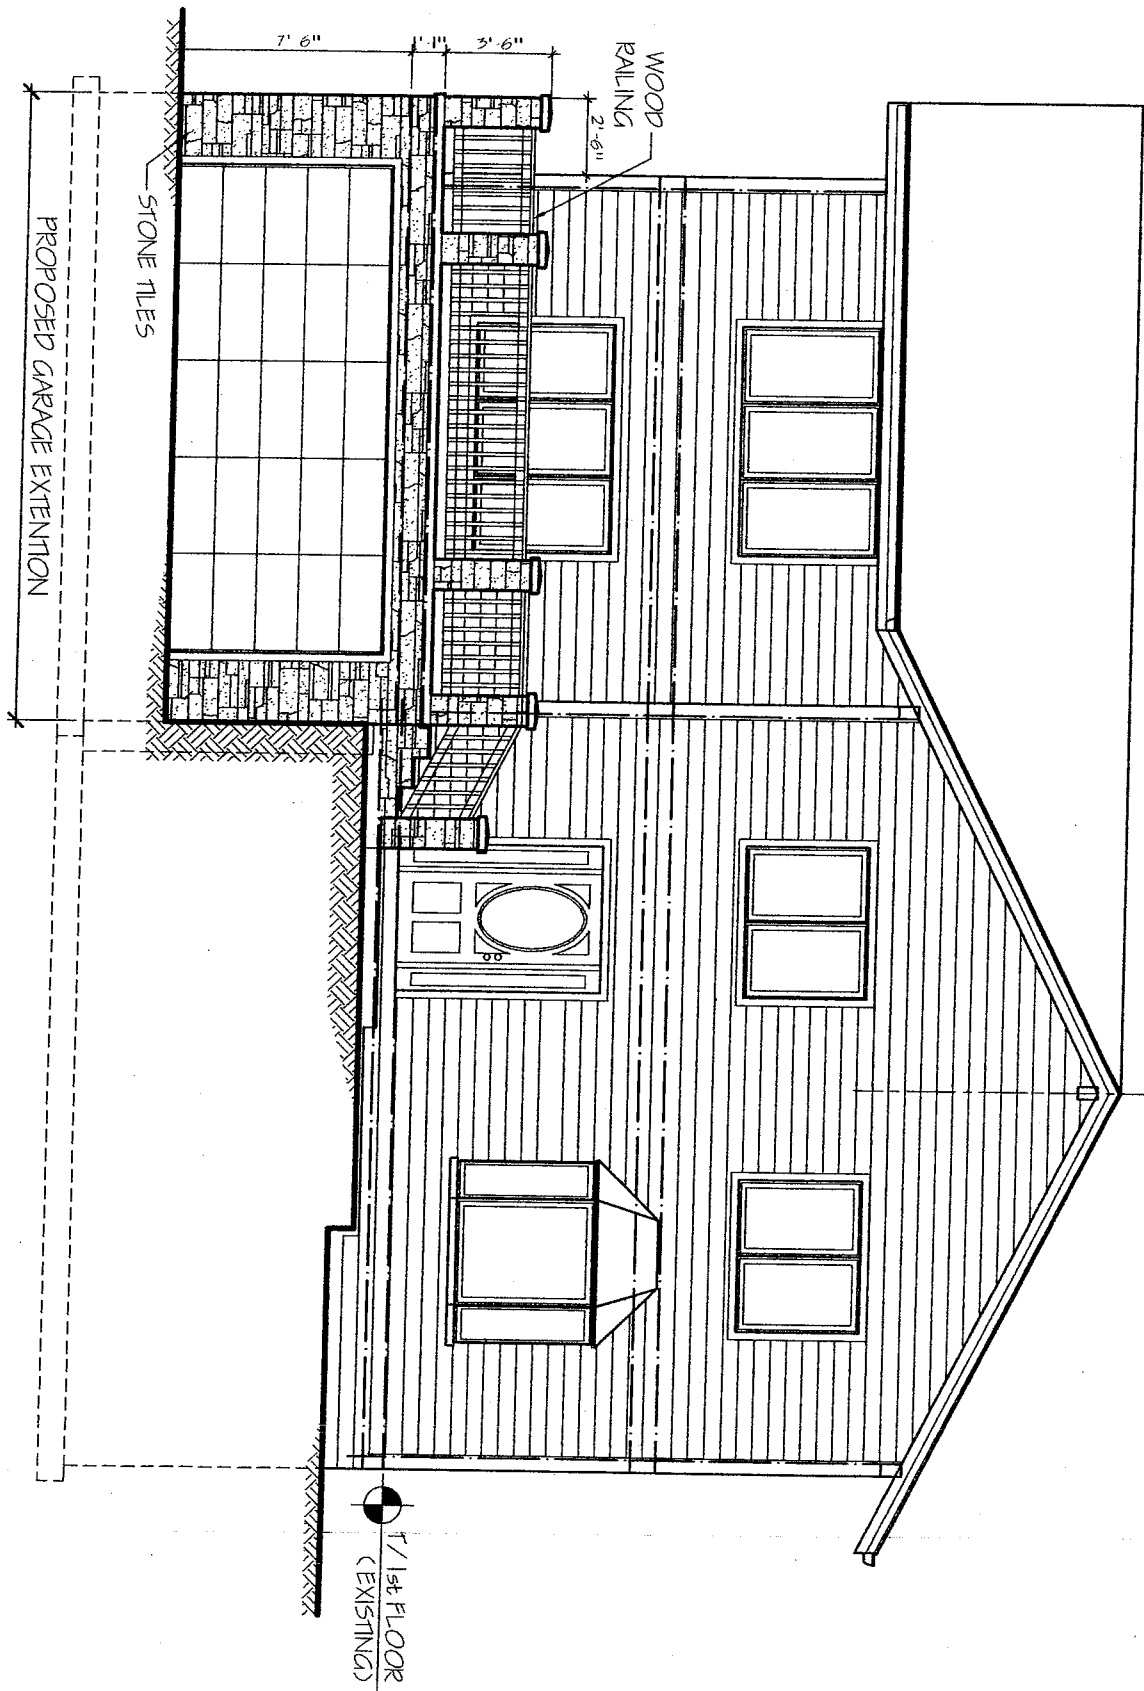 7'-6"
1'-1"
3'-6"
2'-6"
WOOD
RAILING
STONE TILES
PROPOSED GARAGE EXTENTION
T/1st FLOOR
(EXISTING)